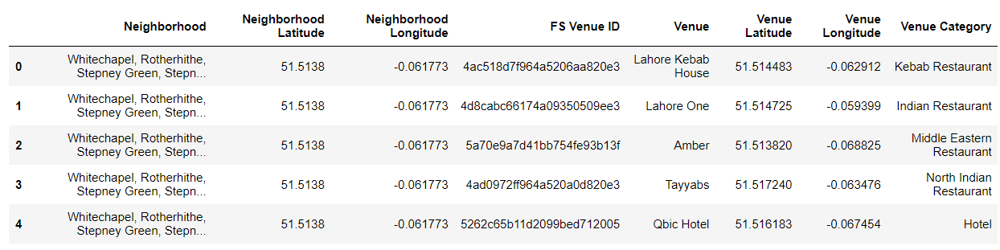 Neighborhood Neighborhood Latitude Neighborhood Longitude FS Venue ID Venue Venue Latitude Venue Longitude Venue Category
0 Whitechapel, Rotherhithe, Stepney Green, Stepn... 51.5138 -0.061773 4ac518d7f964a5206aa820e3 Lahore Kebab House 51.514483 -0.062912 Kebab Restaurant
1 Whitechapel, Rotherhithe, Stepney Green, Stepn... 51.5138 -0.061773 4d8cabc66174a09350509ee3 Lahore One 51.514725 -0.059399 Indian Restaurant
2 Whitechapel, Rotherhithe, Stepney Green, Stepn... 51.5138 -0.061773 5a70e9a7d41bb754fe93b13f Amber 51.513820 -0.068825 Middle Eastern Restaurant
3 Whitechapel, Rotherhithe, Stepney Green, Stepn... 51.5138 -0.061773 4ad0972ff964a520a0d820e3 Tayyabs 51.517240 -0.063476 North Indian Restaurant
4 Whitechapel, Rotherhithe, Stepney Green, Stepn... 51.5138 -0.061773 5262c65b11d2099bed712005 Qbic Hotel 51.516183 -0.067454 Hotel